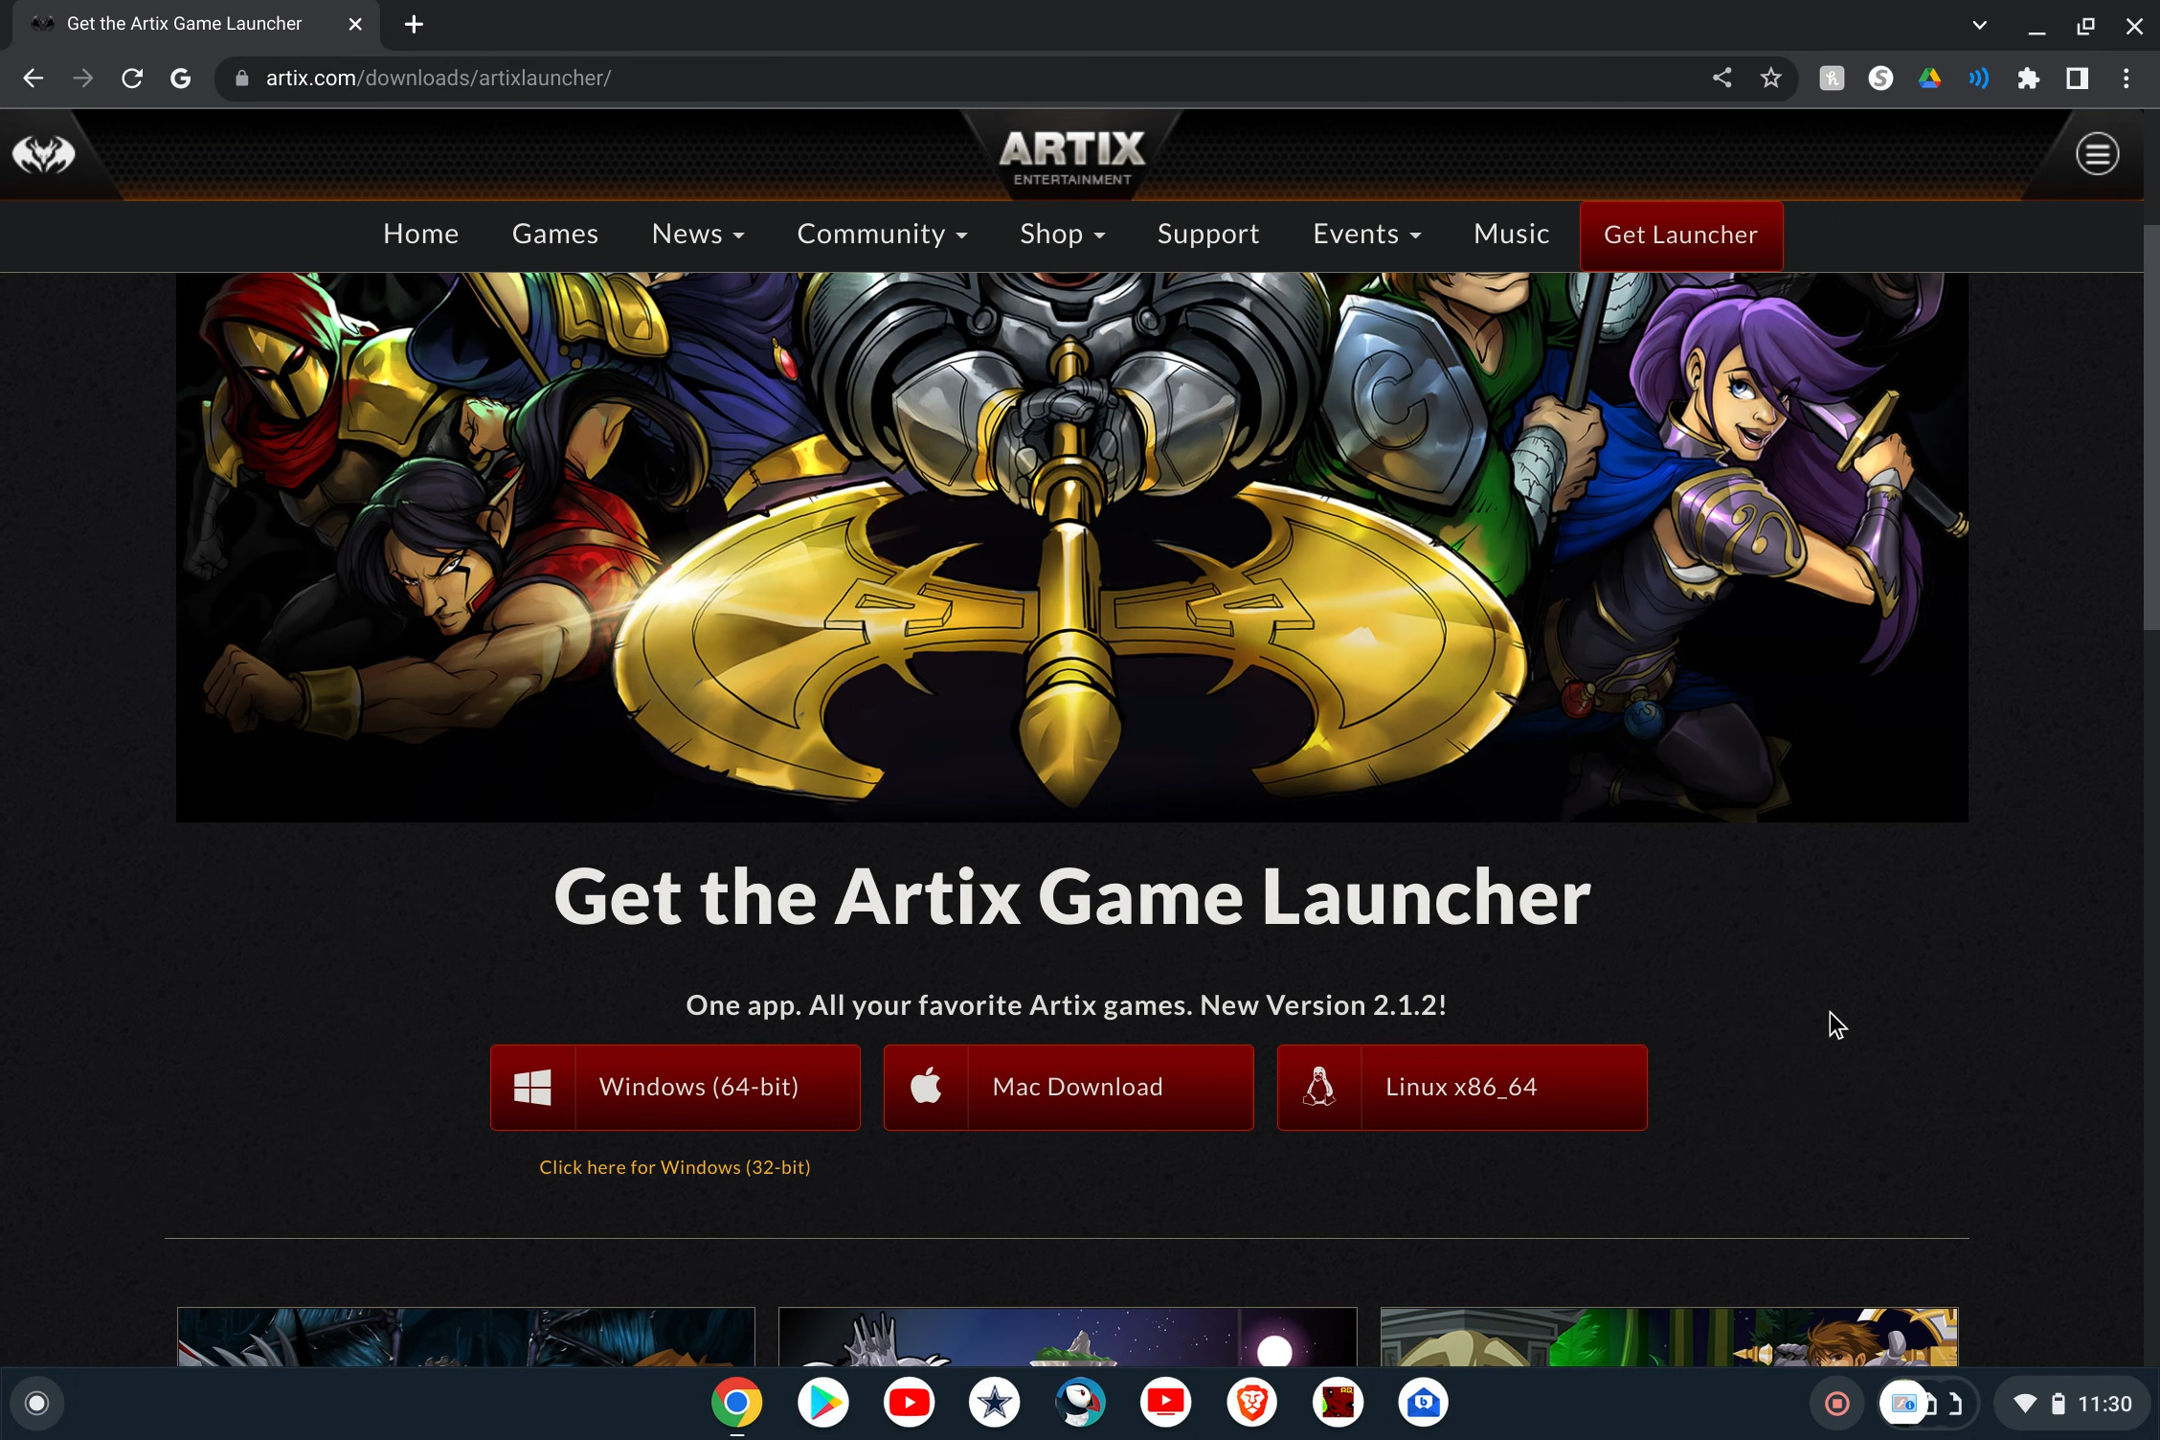 Get the Artix Game Launcher
artix.com/downloads/artixlauncher/
ARTIX
ENTERTAINMENT
Home Games News Community Shop Support Events Music Get Launcher
Get the Artix Game Launcher
One app. All your favorite Artix games. New Version 2.1.2!
Windows (64-bit) Mac Download Linux x86_64
Click here for Windows (32-bit)
11:30